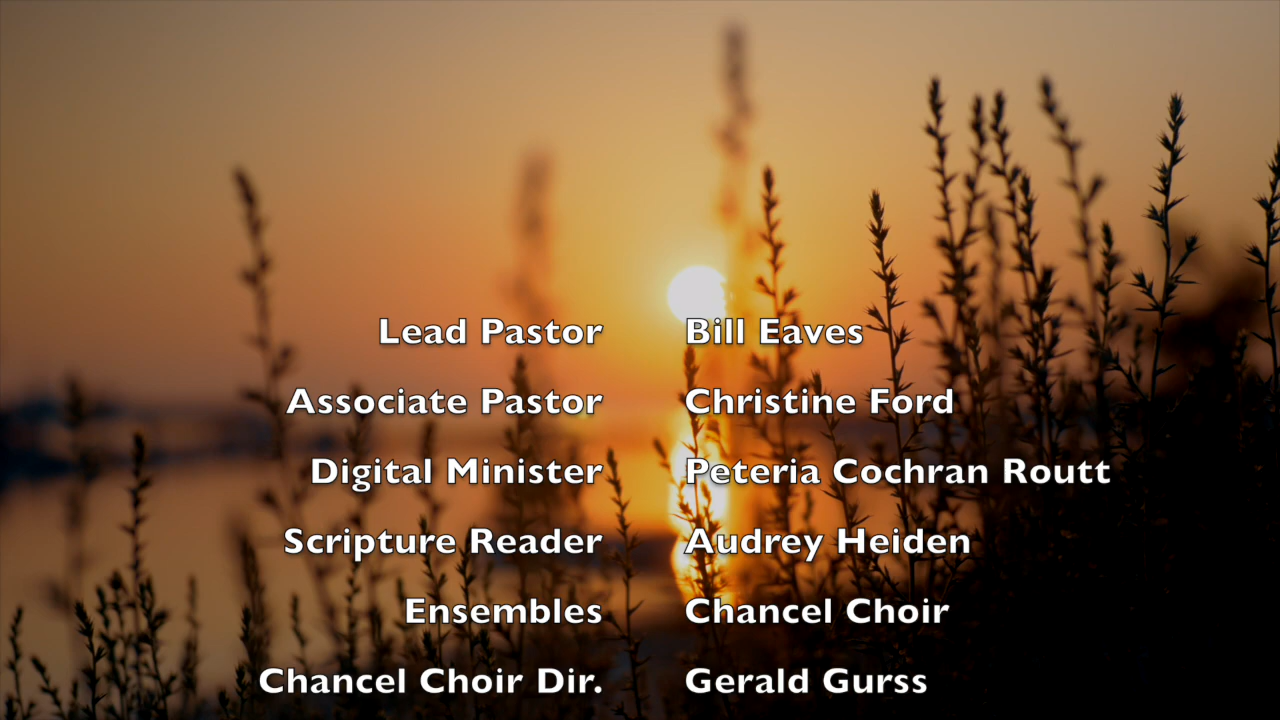 Lead Pastor Bill Eaves
Associate Pastor Christine Ford
Digital Minister Peteria Cochran Routt
Scripture Reader Audrey Heiden
Ensembles Chancel Choir
Chancel Choir Dir. Gerald Gurss